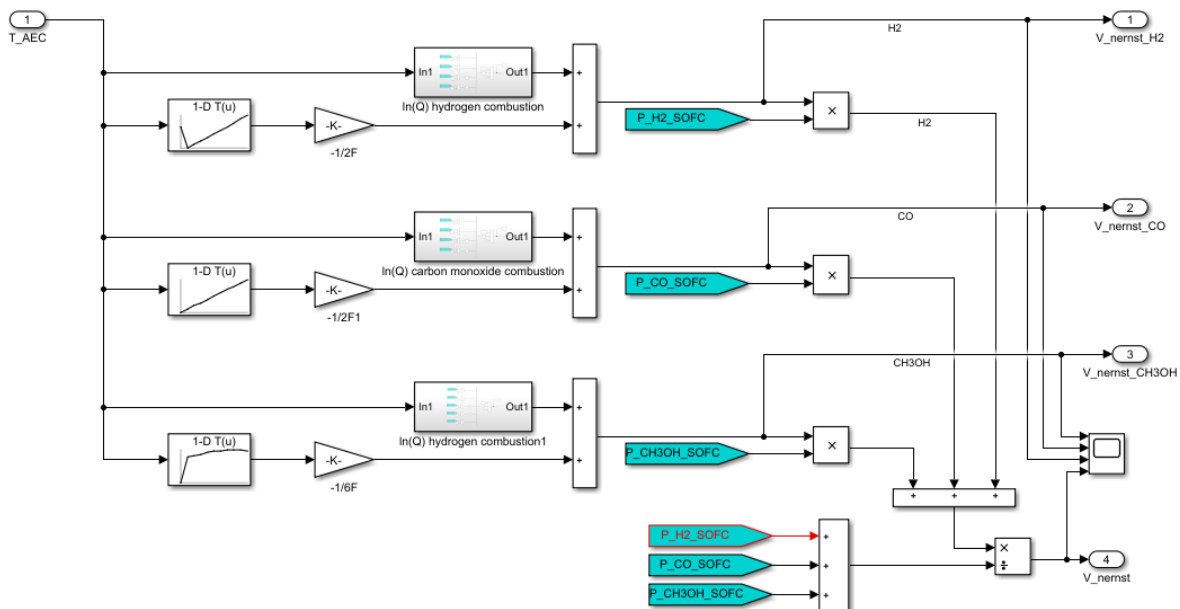 1
T_AEC
1-D T(u)
-K-
-1/2F
In1
Out1
ln(Q) hydrogen combustion
+
+
P_H2_SOFC
H2
×
H2
1
V_nernst_H2
1-D T(u)
-K-
-1/2F1
In1
Out1
ln(Q) carbon monoxide combustion
+
+
P_CO_SOFC
CO
×
2
V_nernst_CO
1-D T(u)
-K-
-1/6F
In1
Out1
ln(Q) hydrogen combustion1
+
+
P_CH3OH_SOFC
CH3OH
×
3
V_nernst_CH3OH
+ + +
P_H2_SOFC
P_CO_SOFC
P_CH3OH_SOFC
+
+
+
×
÷
4
V_nernst